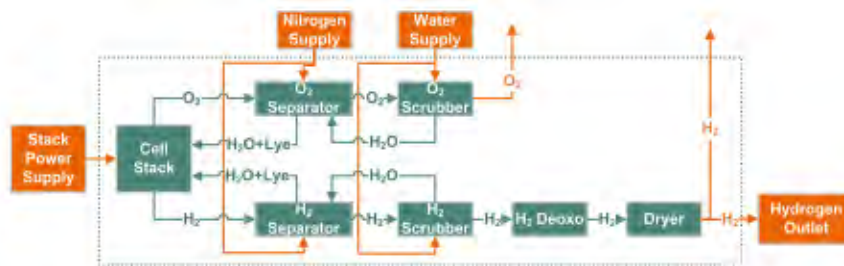 Nitrogen
Supply
Water
Supply
O₂
O₂
Separator
O₂
O₂
Scrubber
O₂
Stack
Power
Supply
Cell
Stack
H₂O+Lye
H₂O
H₂O+Lye
H₂O
H₂
H₂
H₂
Separator
H₂
H₂
Scrubber
H₂
H₂ Deoxo
H₂
Dryer
H₂
Hydrogen
Outlet